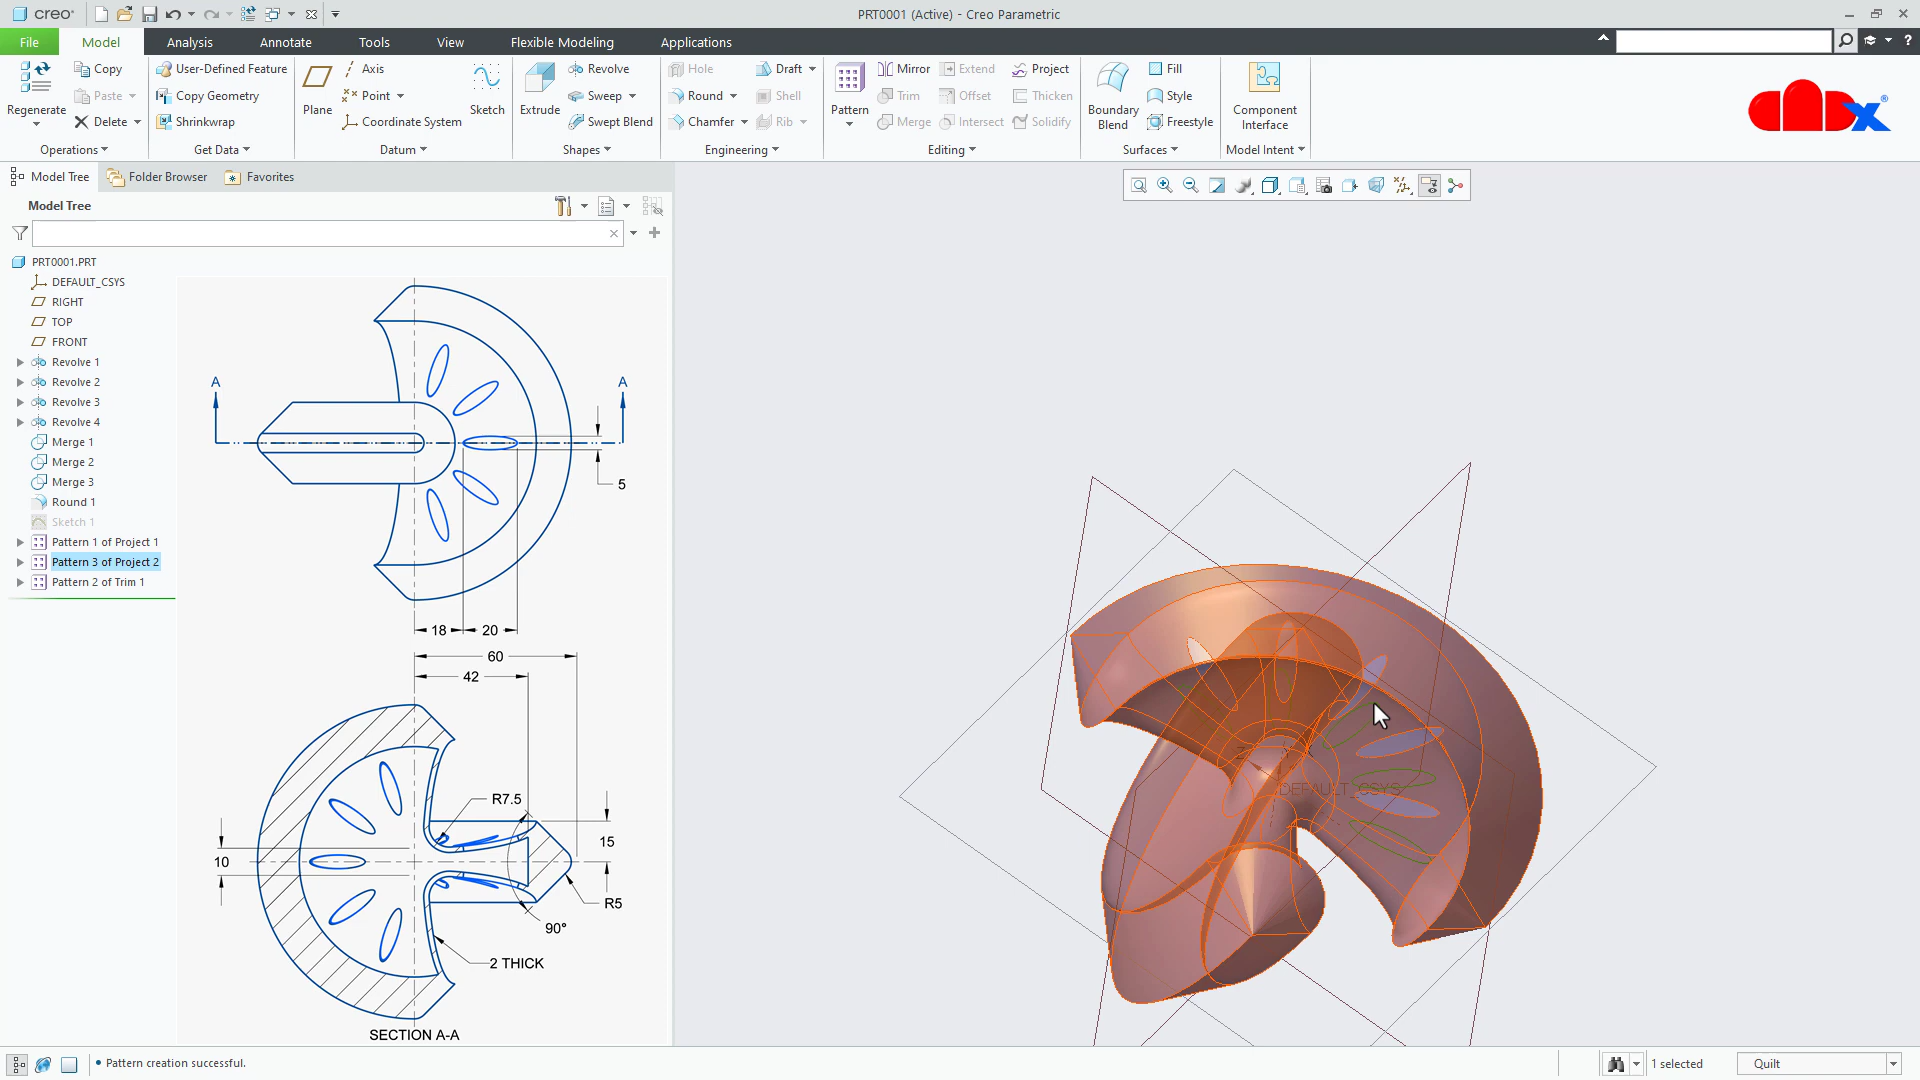 creo
PRT0001 (Active) - Creo Parametric
File Model Analysis Annotate Tools View Flexible Modeling Applications
Regenerate
Copy
Paste
Delete
Operations
User-Defined Feature
Copy Geometry
Shrinkwrap
Get Data
Plane
Axis
Point
Coordinate System
Sketch
Datum
Extrude
Revolve
Sweep
Swept Blend
Shapes
Hole
Round
Chamfer
Draft
Shell
Rib
Engineering
Pattern
Mirror
Trim
Merge
Extend
Offset
Intersect
Project
Thicken
Solidify
Editing
Boundary
Blend
Fill
Style
Freestyle
Surfaces
Component
Interface
Model Intent
Model Tree Folder Browser Favorites
Model Tree
PRT0001.PRT
DEFAULT_CSYS
RIGHT
TOP
FRONT
Revolve 1
Revolve 2
Revolve 3
Revolve 4
Merge 1
Merge 2
Merge 3
Round 1
Sketch 1
Pattern 1 of Project 1
Pattern 3 of Project 2
Pattern 2 of Trim 1
A A
5
18 20
60
42
R7.5
15
10
R5
90°
2 THICK
SECTION A-A
DEFAULT_CSYS
Pattern creation successful.
1 selected
Quilt